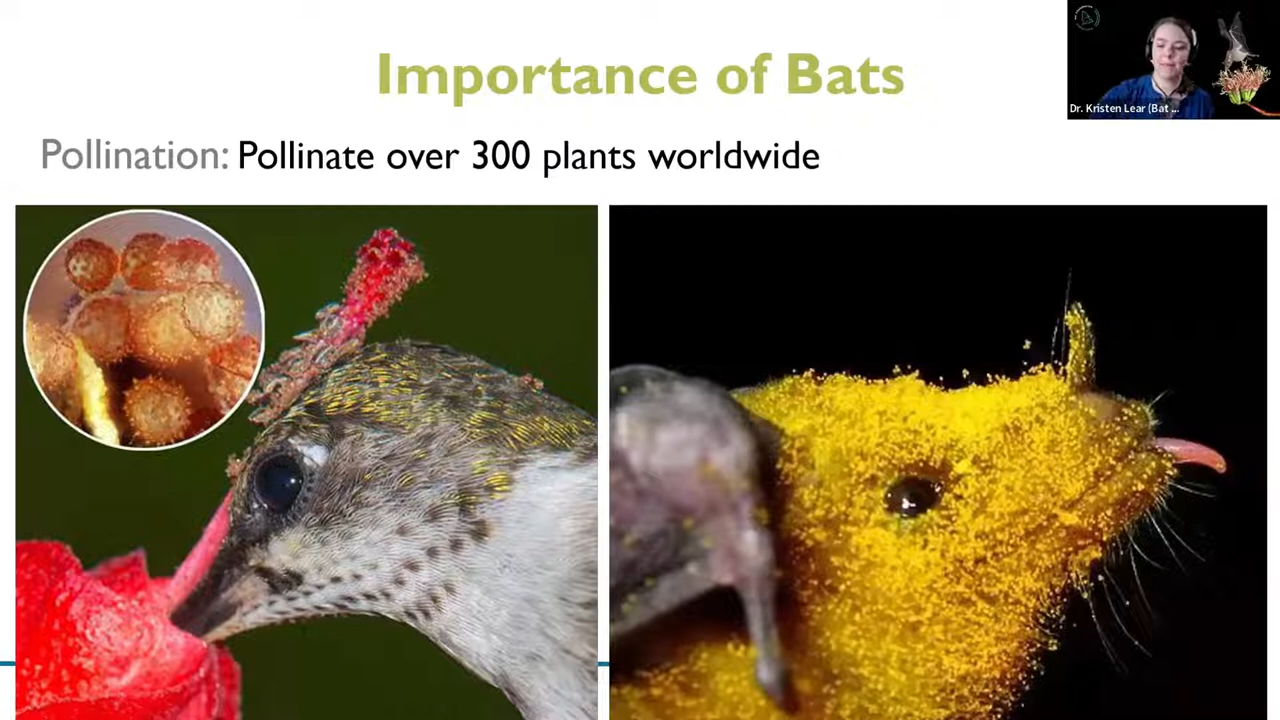 Importance of Bats
Pollination: Pollinate over 300 plants worldwide
Dr. Kristen Lear (Bat ...